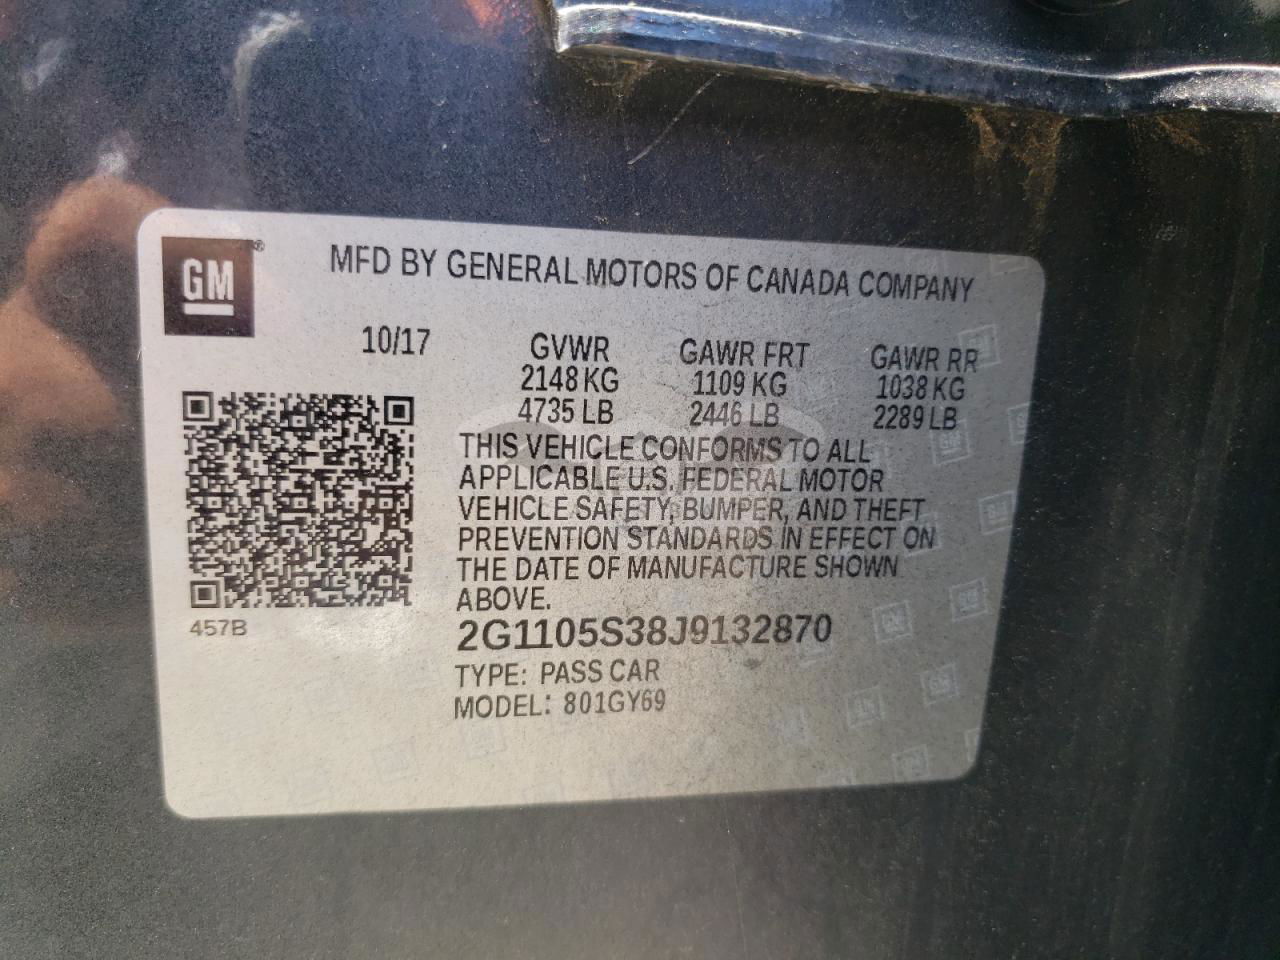 GM ®
MFD BY GENERAL MOTORS OF CANADA COMPANY
10/17 GVWR GAWR FRT GAWR RR
2148 KG 1109 KG 1038 KG
4735 LB 2446 LB 2289 LB
THIS VEHICLE CONFORMS TO ALL
APPLICABLE U.S. FEDERAL MOTOR
VEHICLE SAFETY, BUMPER, AND THEFT
PREVENTION STANDARDS IN EFFECT ON
THE DATE OF MANUFACTURE SHOWN
ABOVE.
457B
2G1105S38J9132870
TYPE: PASS CAR
MODEL: 801GY69